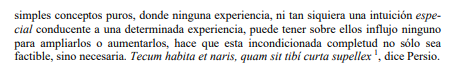 simples conceptos puros, donde ninguna experiencia, ni tan siquiera una intuición espe-
cial conducente a una determinada experiencia, puede tener sobre ellos influjo ninguno
para ampliarlos o aumentarlos, hace que esta incondicionada completud no sólo sea
factible, sino necesaria. Tecum habita et naris, quam sit tibí curta supellex ¹, dice Persio.